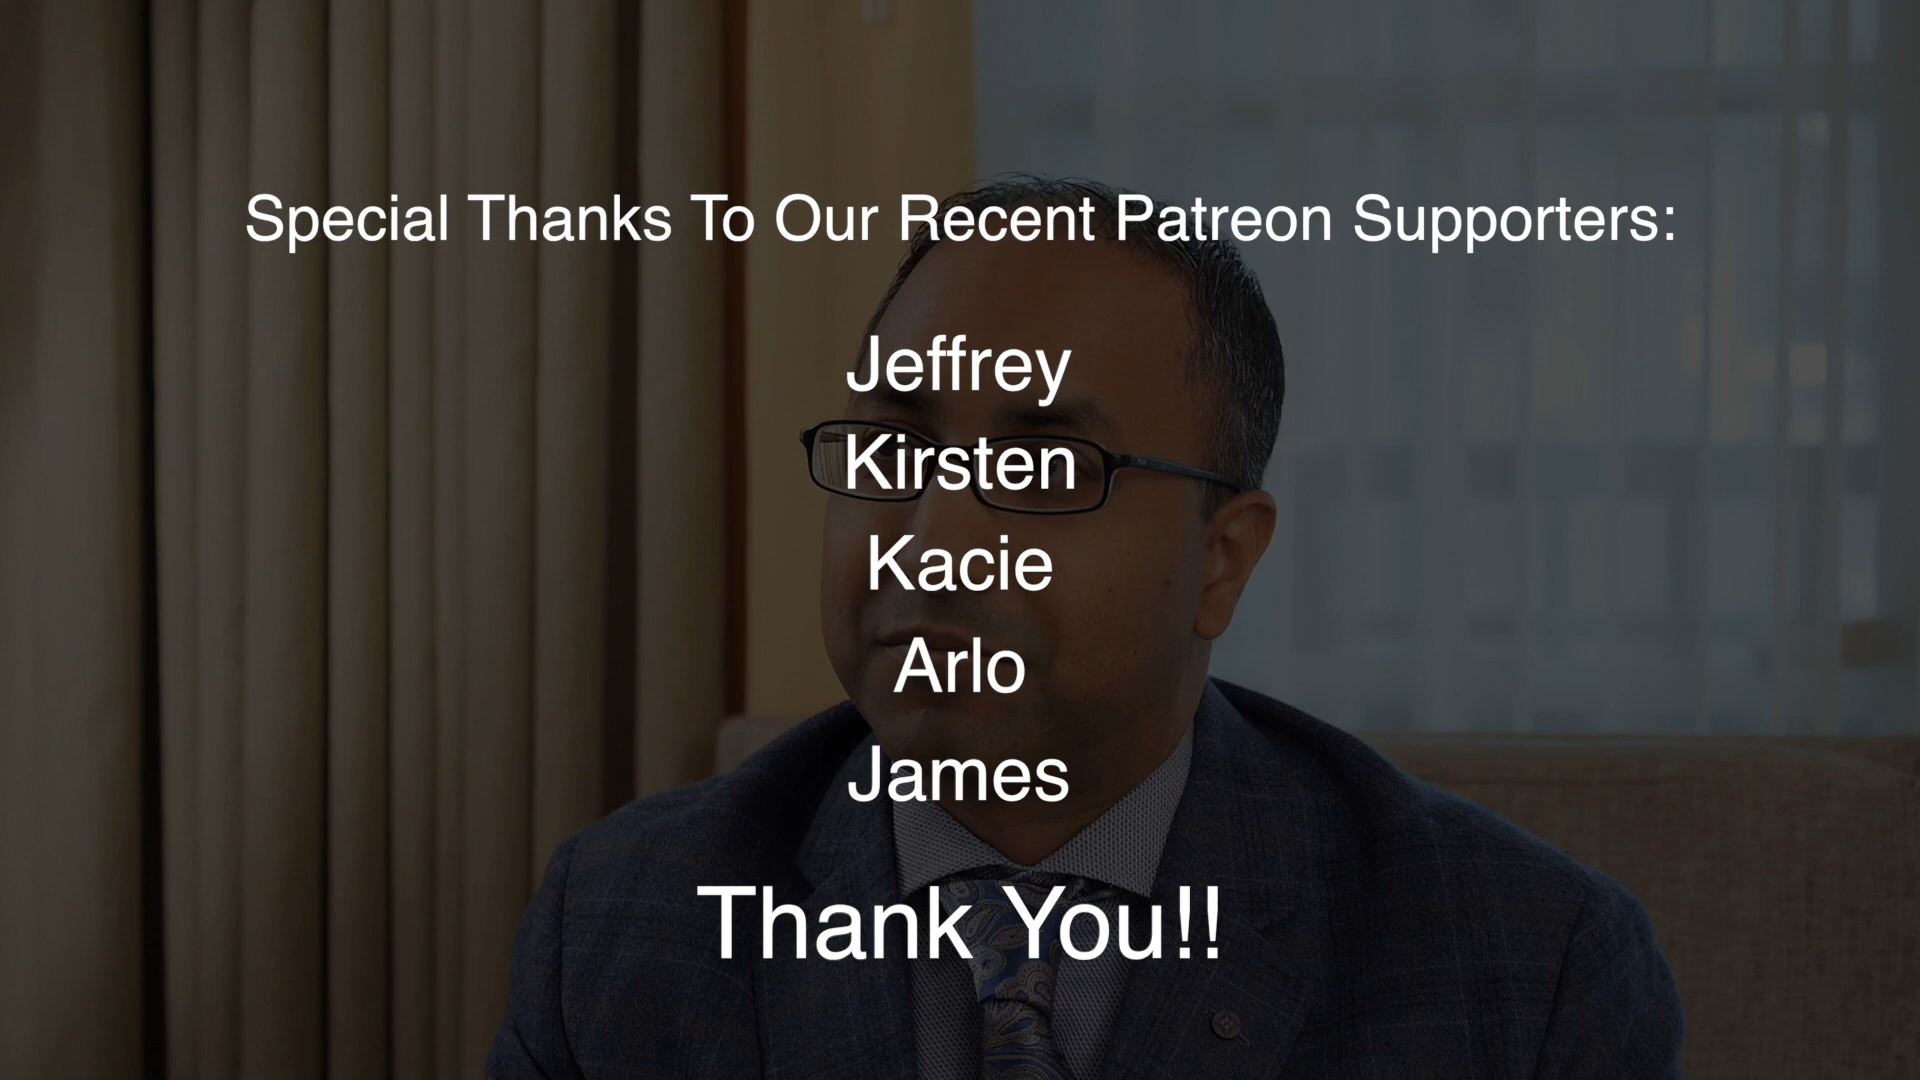 Special Thanks To Our Recent Patreon Supporters:
Jeffrey
Kirsten
Kacie
Arlo
James
Thank You!!